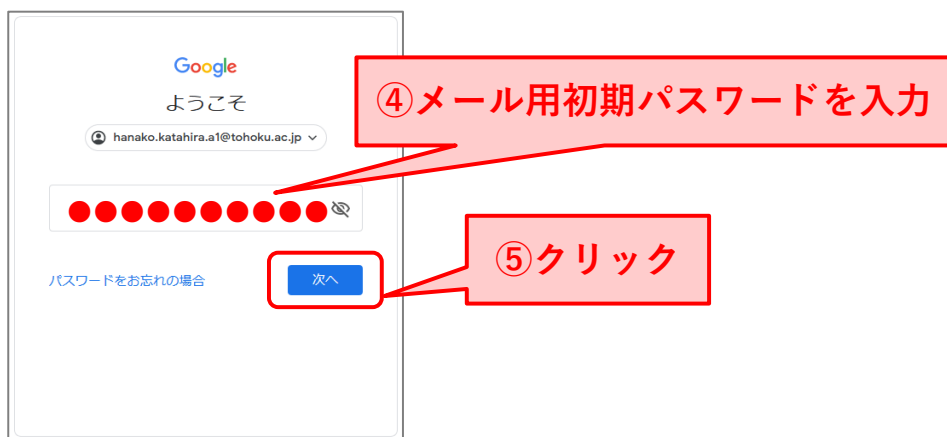 Google
ようこそ
hanako.katahira.a1@tohoku.ac.jp
④メール用初期パスワードを入力
⑤クリック
パスワードをお忘れの場合
次へ